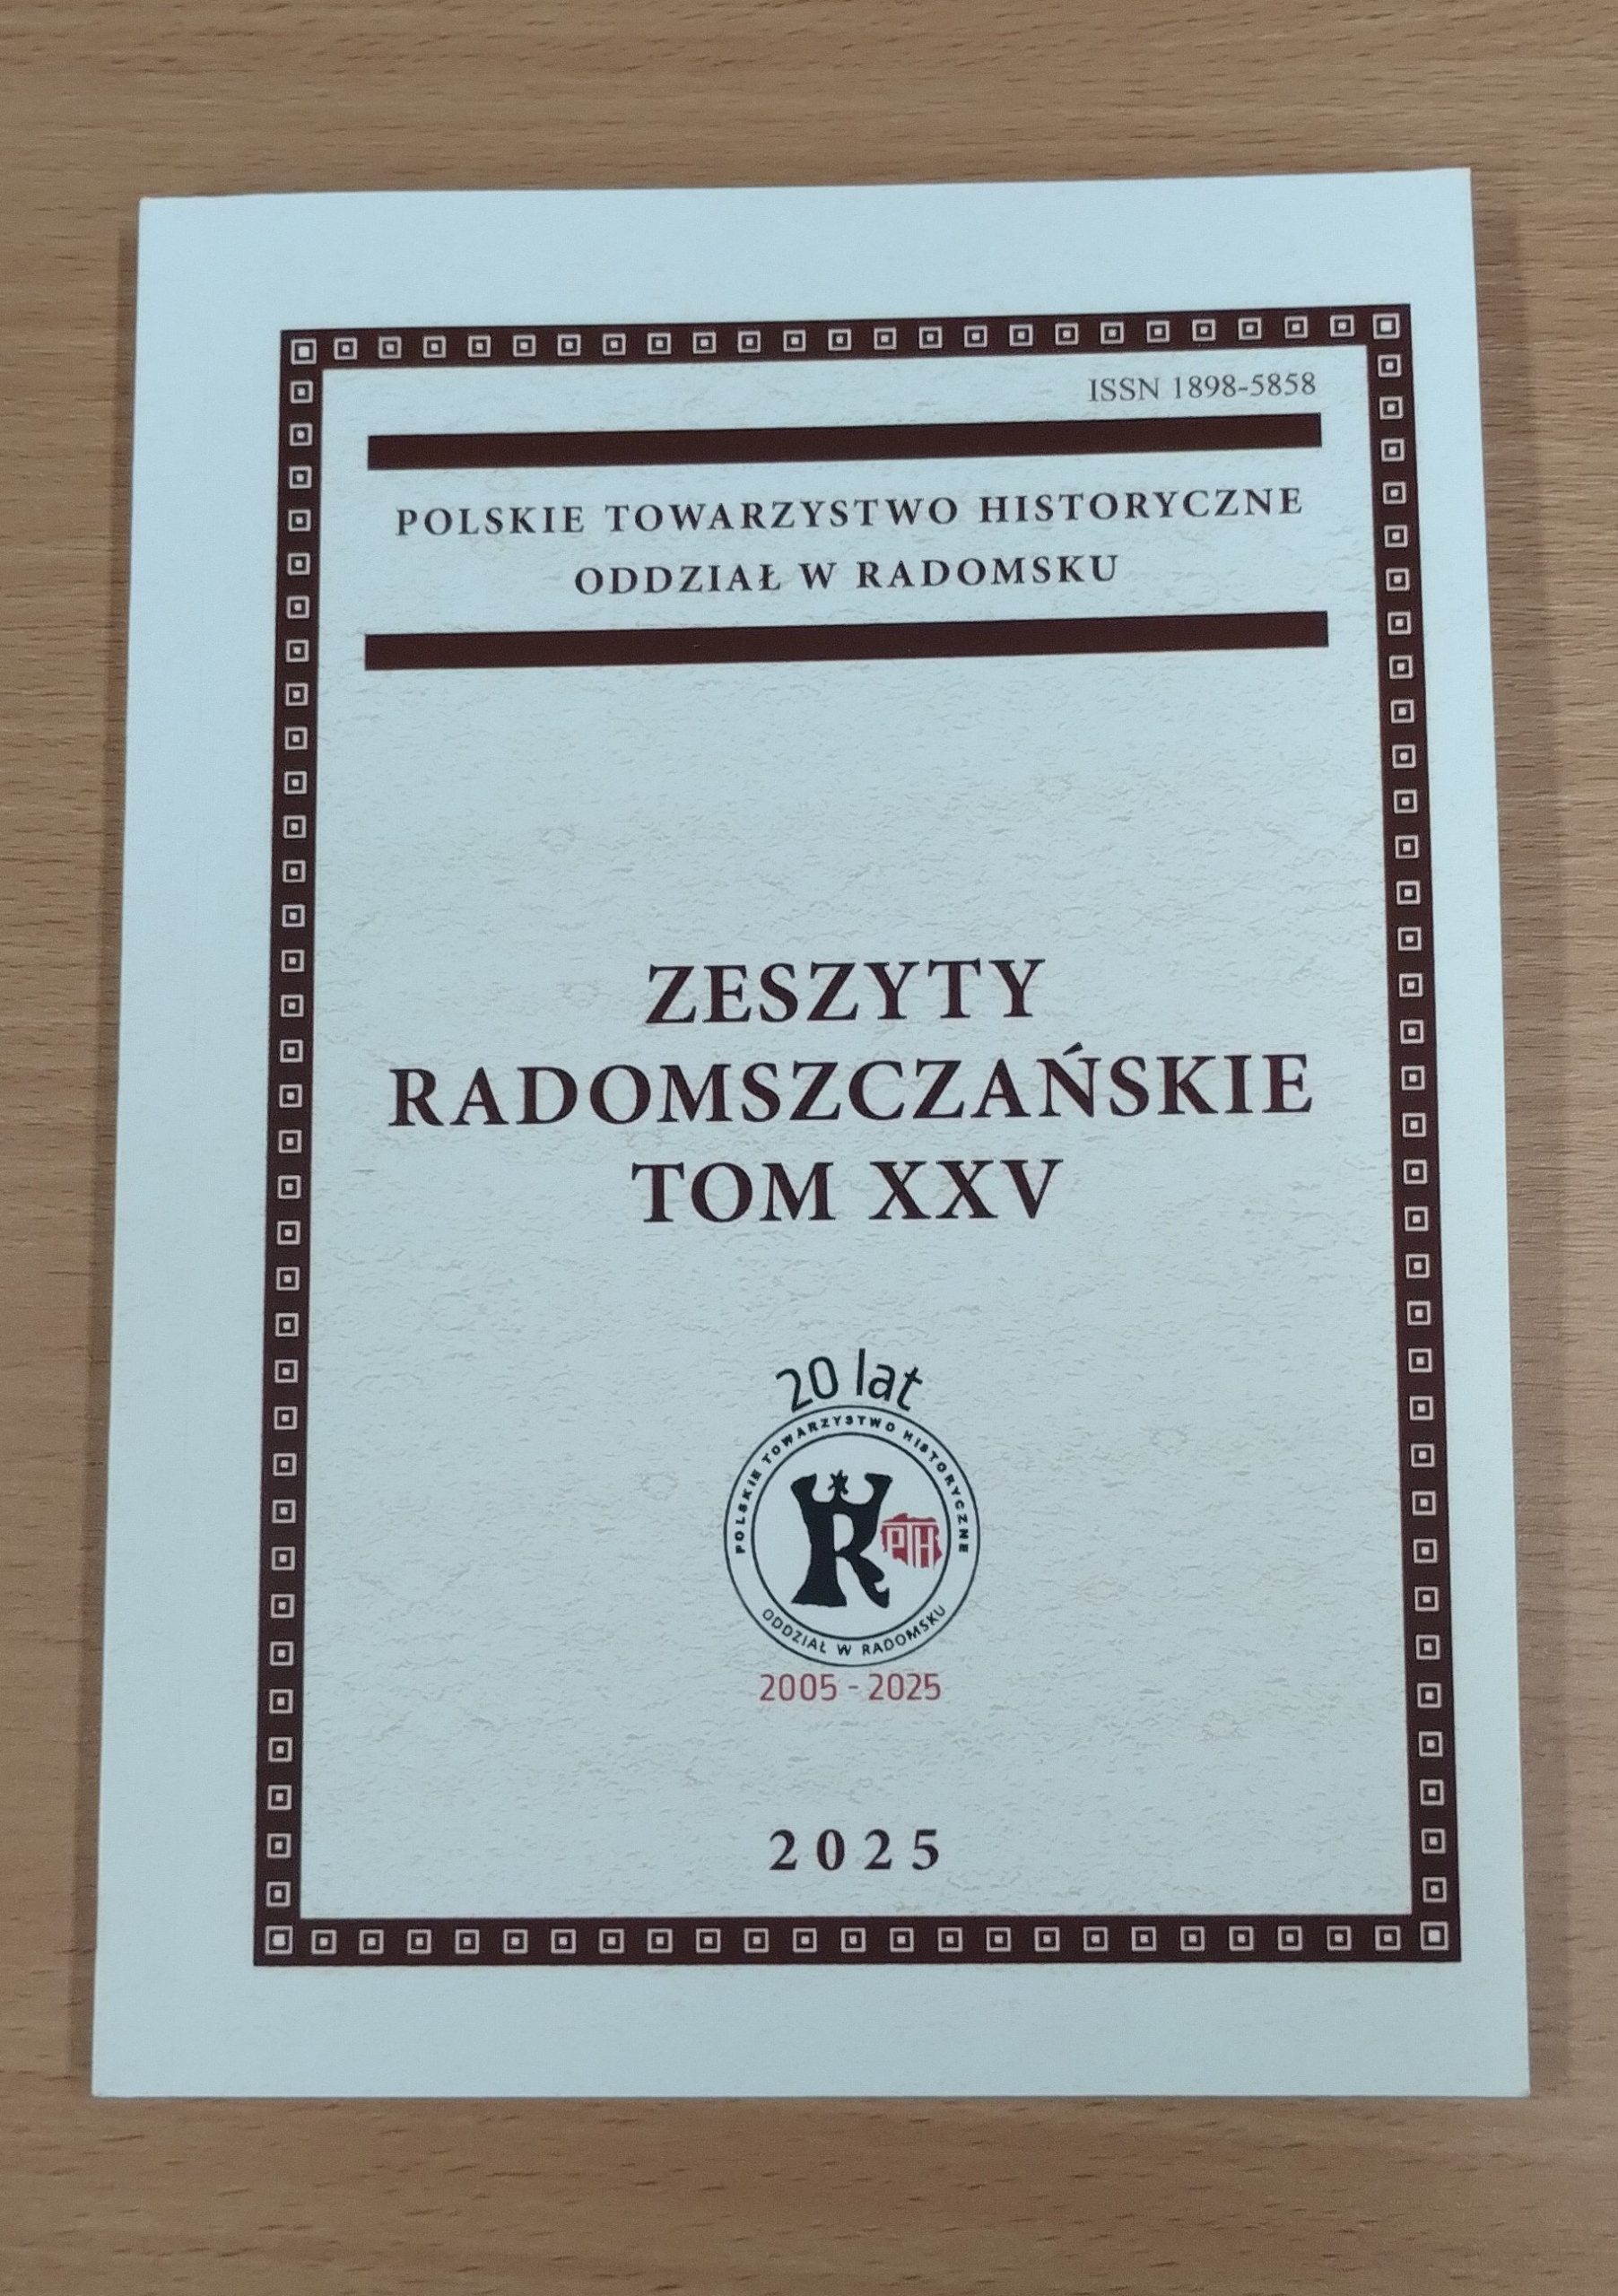 ISSN 1898-5858
POLSKIE TOWARZYSTWO HISTORYCZNE
ODDZIAŁ W RADOMSKU
ZESZYTY
RADOMSZCZAŃSKIE
TOM XXV
20 lat
POLSKIE TOWARZYSTWO HISTORYCZNE
R
PTH
ODDZIAŁ W RADOMSKU
2005 - 2025
2025